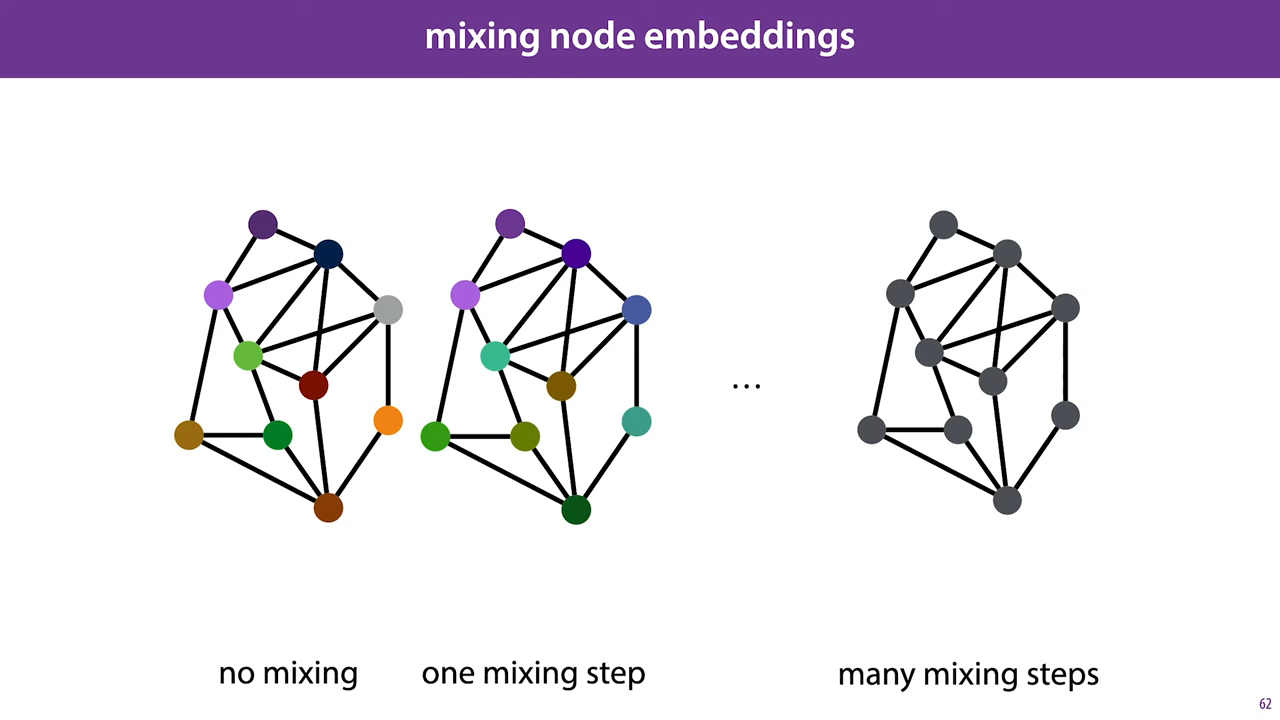 mixing node embeddings
...
no mixing
one mixing step
many mixing steps
62